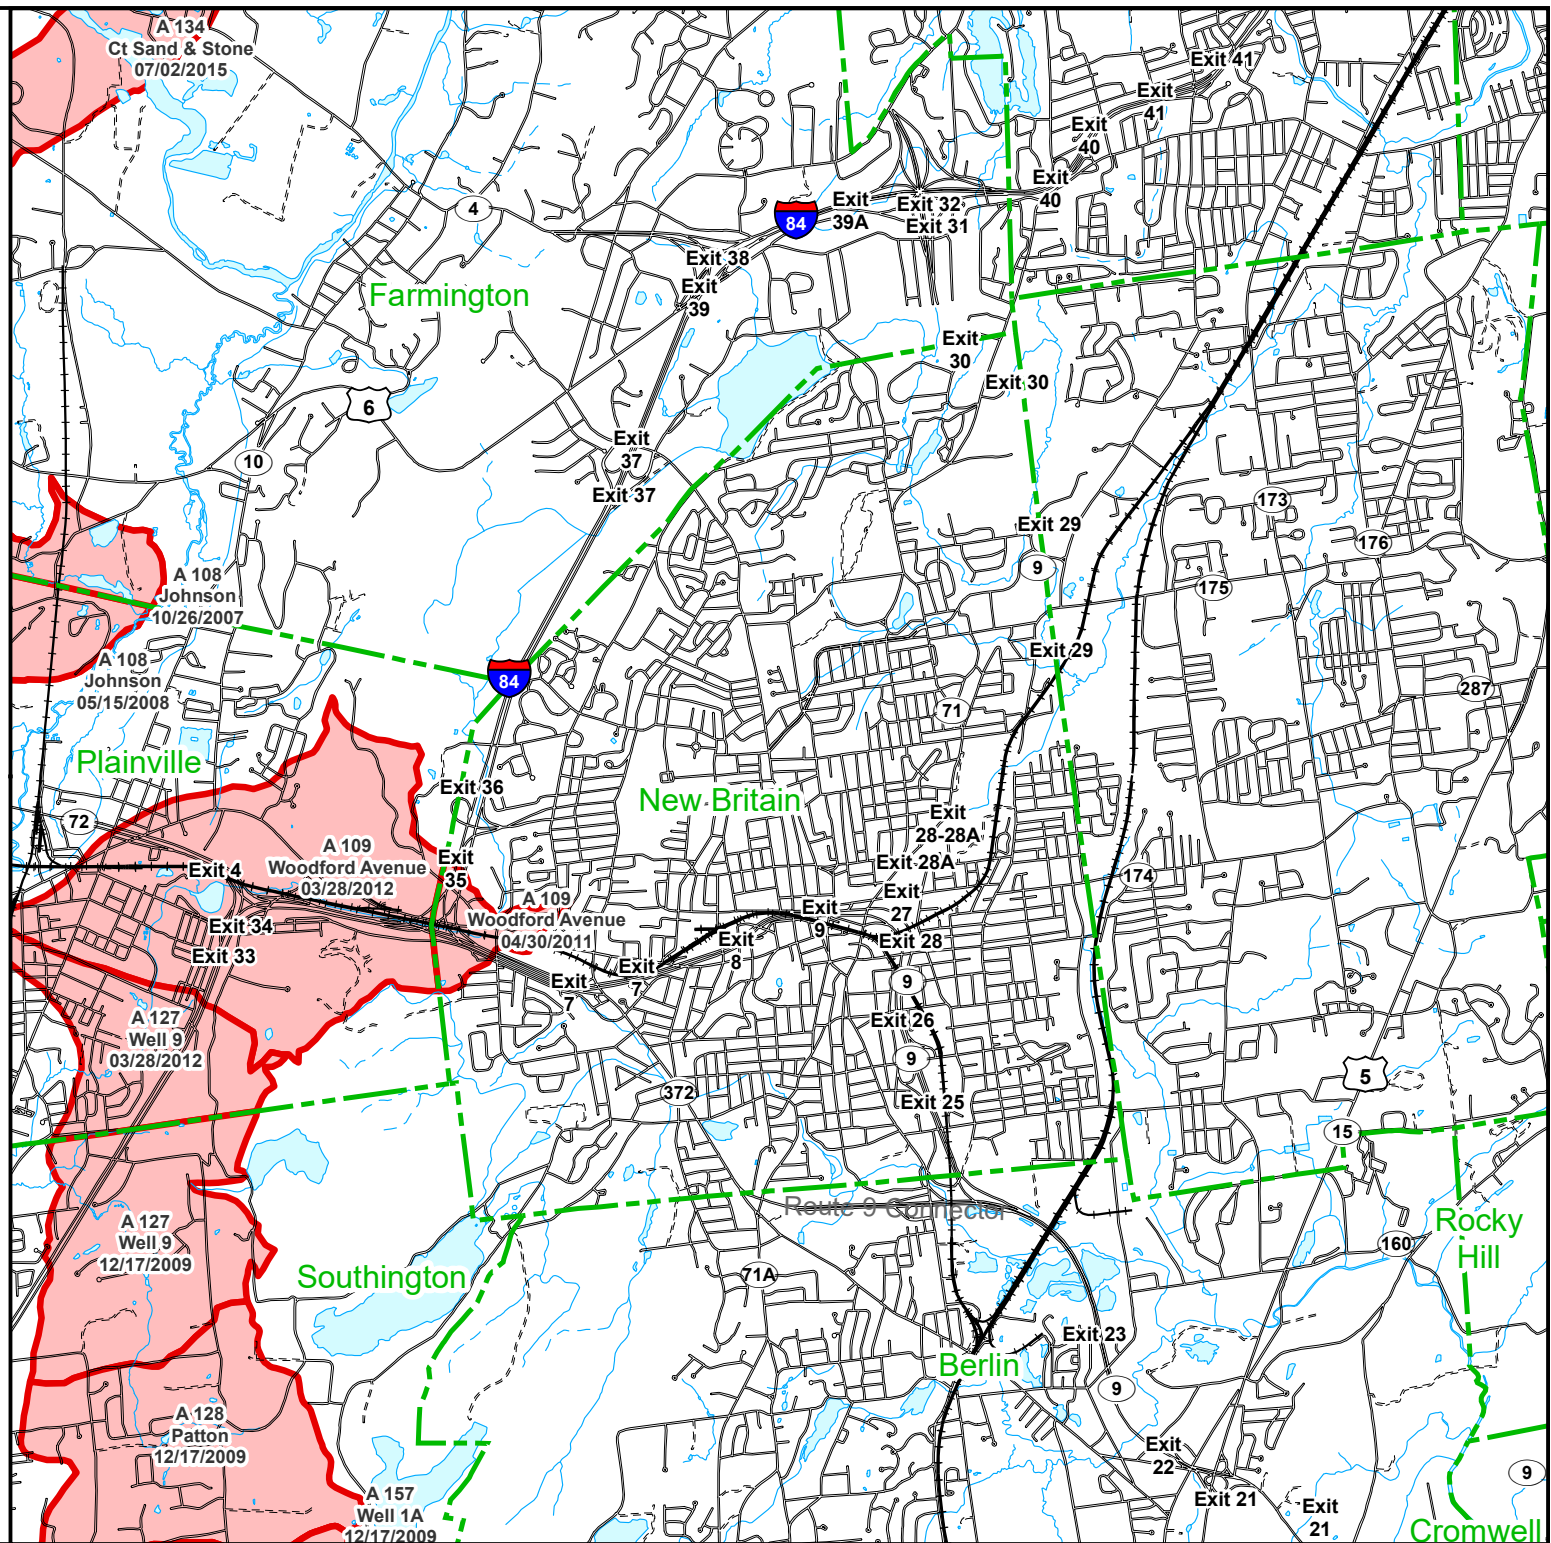 A 134
Ct Sand & Stone
07/02/2015
Exit 41
Exit
41
Exit
40
Exit
40
4
84
Exit
39A
Exit 32
Exit 31
Exit 38
Exit
39
Farmington
Exit
30
Exit 30
6
10
Exit
37
Exit 37
173
176
Exit 29
9
175
A 108
Johnson
10/26/2007
Exit 29
A 108
Johnson
05/15/2008
84
287
71
Plainville
Exit 36
New Britain
72
Exit
28-28A
Exit 28A
A 109
Woodford Avenue
03/28/2012
Exit
35
Exit 4
174
A 109
Woodford Avenue
04/30/2011
Exit
27
Exit
9
Exit 34
Exit 28
Exit
8
Exit 33
Exit
7
Exit
7
9
A 127
Well 9
03/28/2012
Exit 26
9
5
372
Exit 25
15
Route 9 Connector
A 127
Well 9
12/17/2009
Rocky
Hill
160
Southington
71A
Exit 23
Berlin
9
A 128
Patton
12/17/2009
Exit
22
9
A 157
Well 1A
12/17/2009
Exit 21
Exit
21
Cromwell